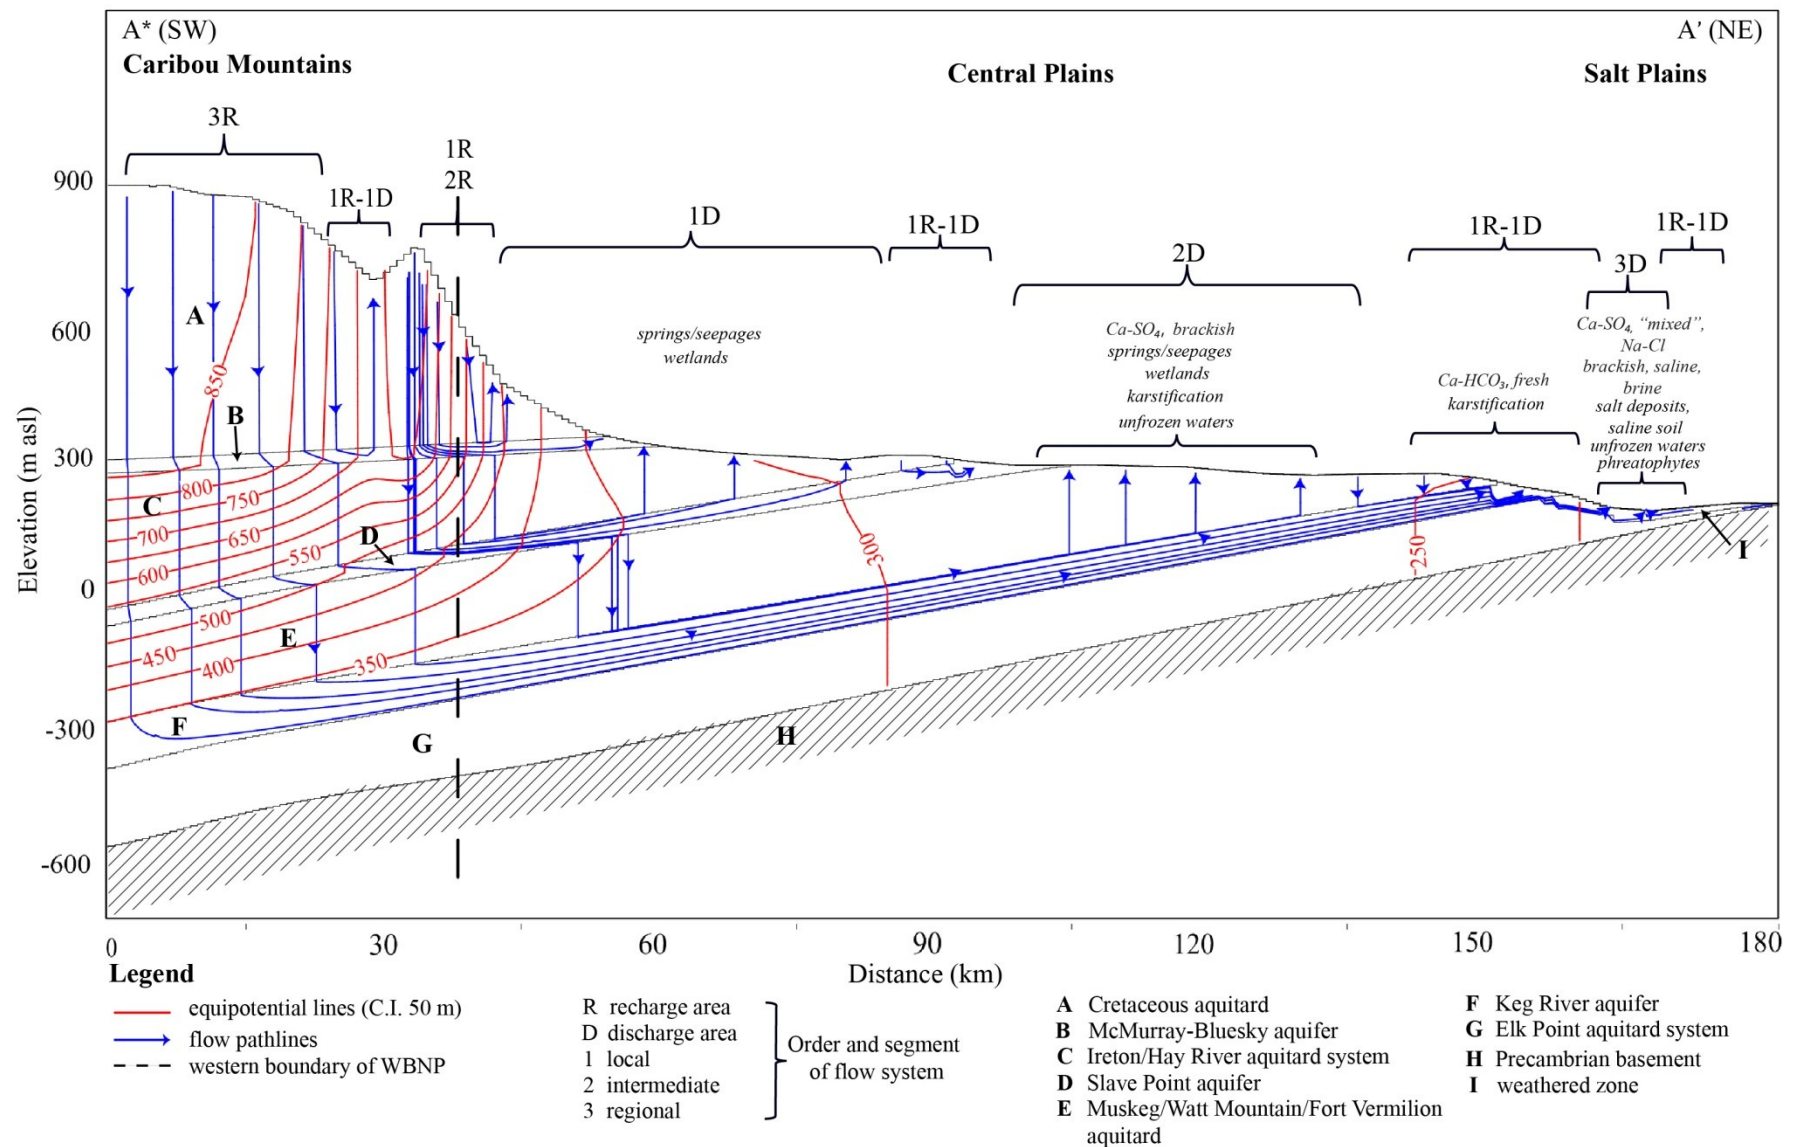 A* (SW)
A’ (NE)
Caribou Mountains
Central Plains
Salt Plains
3R
1R
2R
1R-1D
1D
1R-1D
2D
1R-1D
3D
1R-1D
900
600
300
0
-300
-600
Elevation (m asl)
springs/seepages
wetlands
Ca-SO₄, brackish
springs/seepages
wetlands
karstification
unfrozen waters
Ca-HCO₃, fresh
karstification
Ca-SO₄, “mixed”,
Na-Cl
brackish, saline,
brine
salt deposits,
saline soil
unfrozen waters
phreatophytes
A
B
C
D
E
F
G
H
I
850
800
750
700
650
600
550
500
450
400
350
300
250
0
30
60
90
120
150
180
Distance (km)
Legend
equipotential lines (C.I. 50 m)
flow pathlines
western boundary of WBNP
R recharge area
D discharge area
1 local
2 intermediate
3 regional
Order and segment
of flow system
A Cretaceous aquitard
B McMurray-Bluesky aquifer
C Ireton/Hay River aquitard system
D Slave Point aquifer
E Muskeg/Watt Mountain/Fort Vermilion
aquitard
F Keg River aquifer
G Elk Point aquitard system
H Precambrian basement
I weathered zone